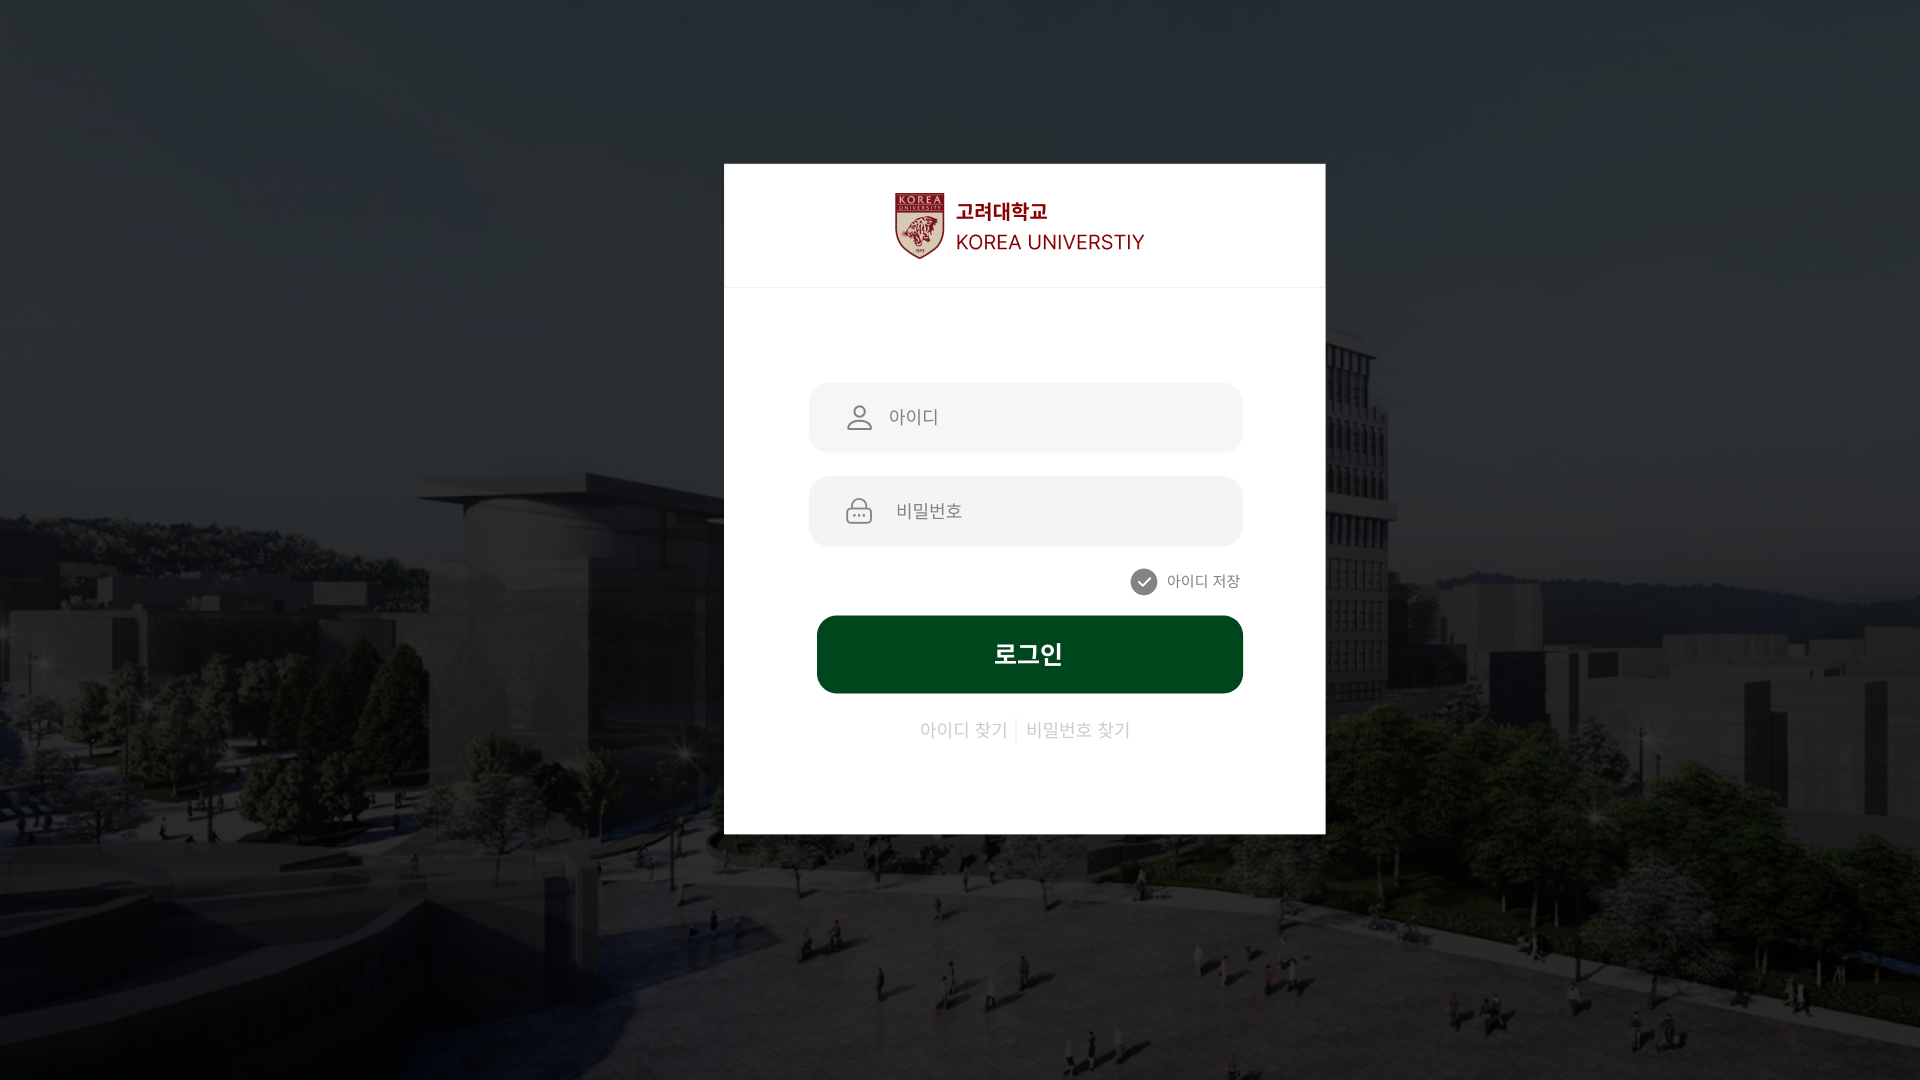 KOREA
UNIVERSITY
고려대학교
KOREA UNIVERSTIY
아이디
비밀번호
아이디 저장
로그인
아이디 찾기 비밀번호 찾기